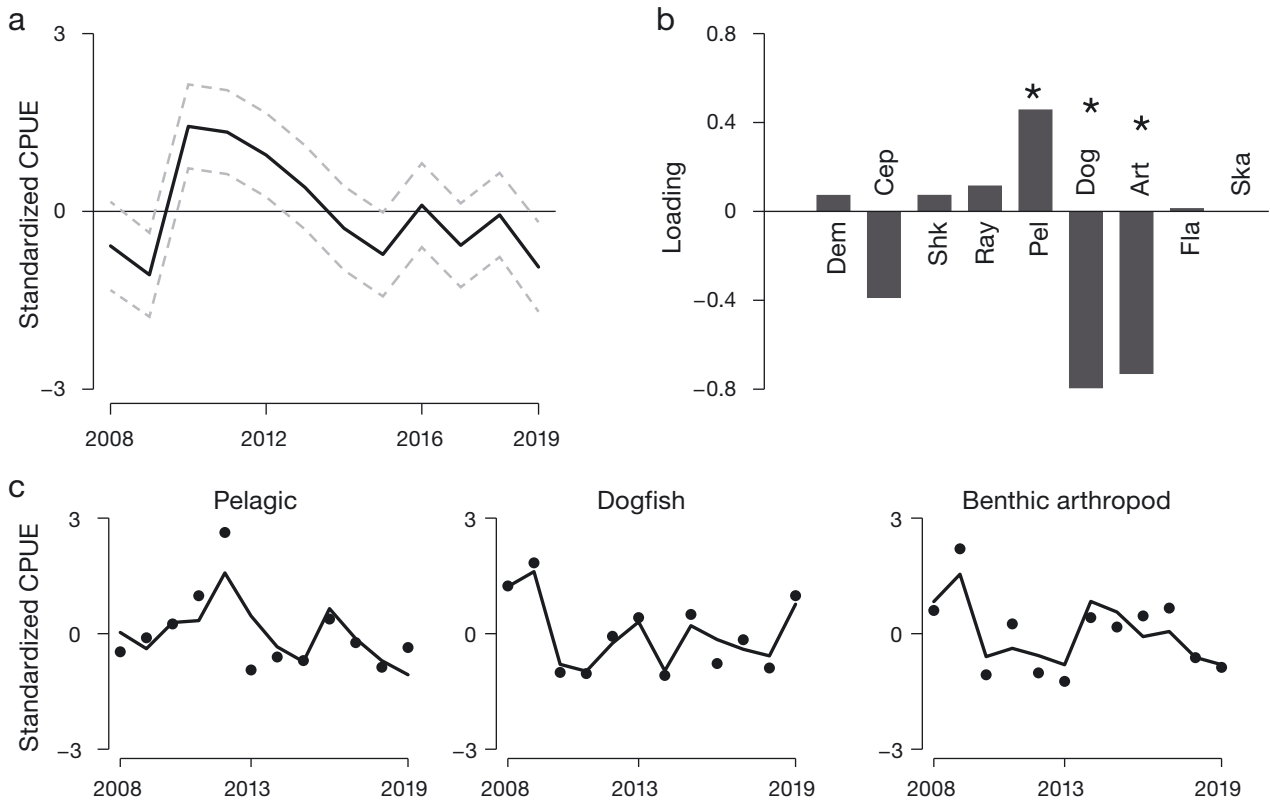 a
Standardized CPUE
3
0
−3
2008 2012 2016 2019
b
Loading
0.8
0.4
0
−0.4
−0.8
* * *
Dem Cep Shk Ray Pel Dog Art Fla Ska
c
Standardized CPUE
Pelagic
3
0
−3
2008 2013 2019
Dogfish
3
0
−3
2008 2013 2019
Benthic arthropod
3
0
−3
2008 2013 2019